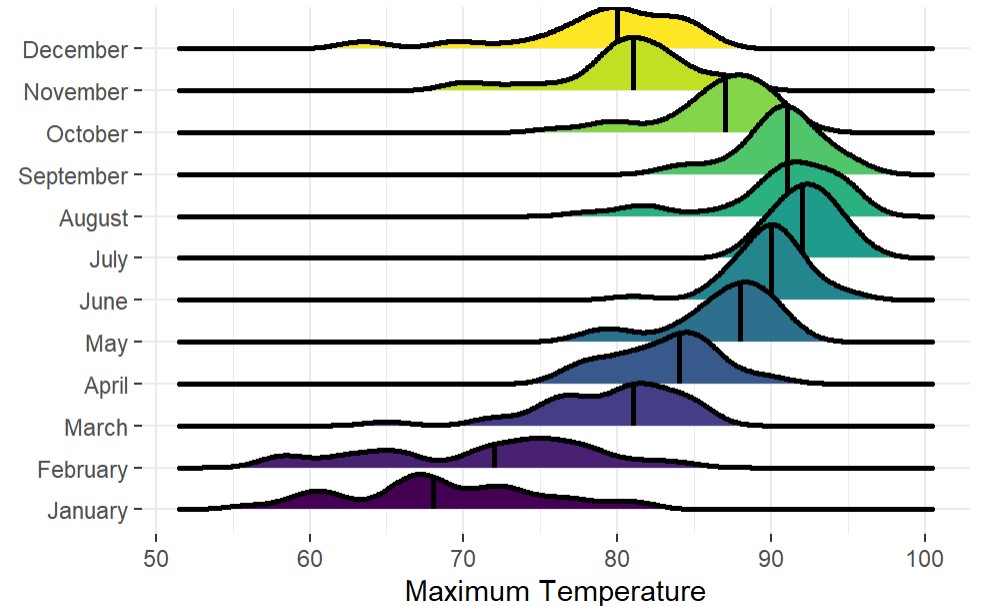 December
November
October
September
August
July
June
May
April
March
February
January
50 60 70 80 90 100
Maximum Temperature